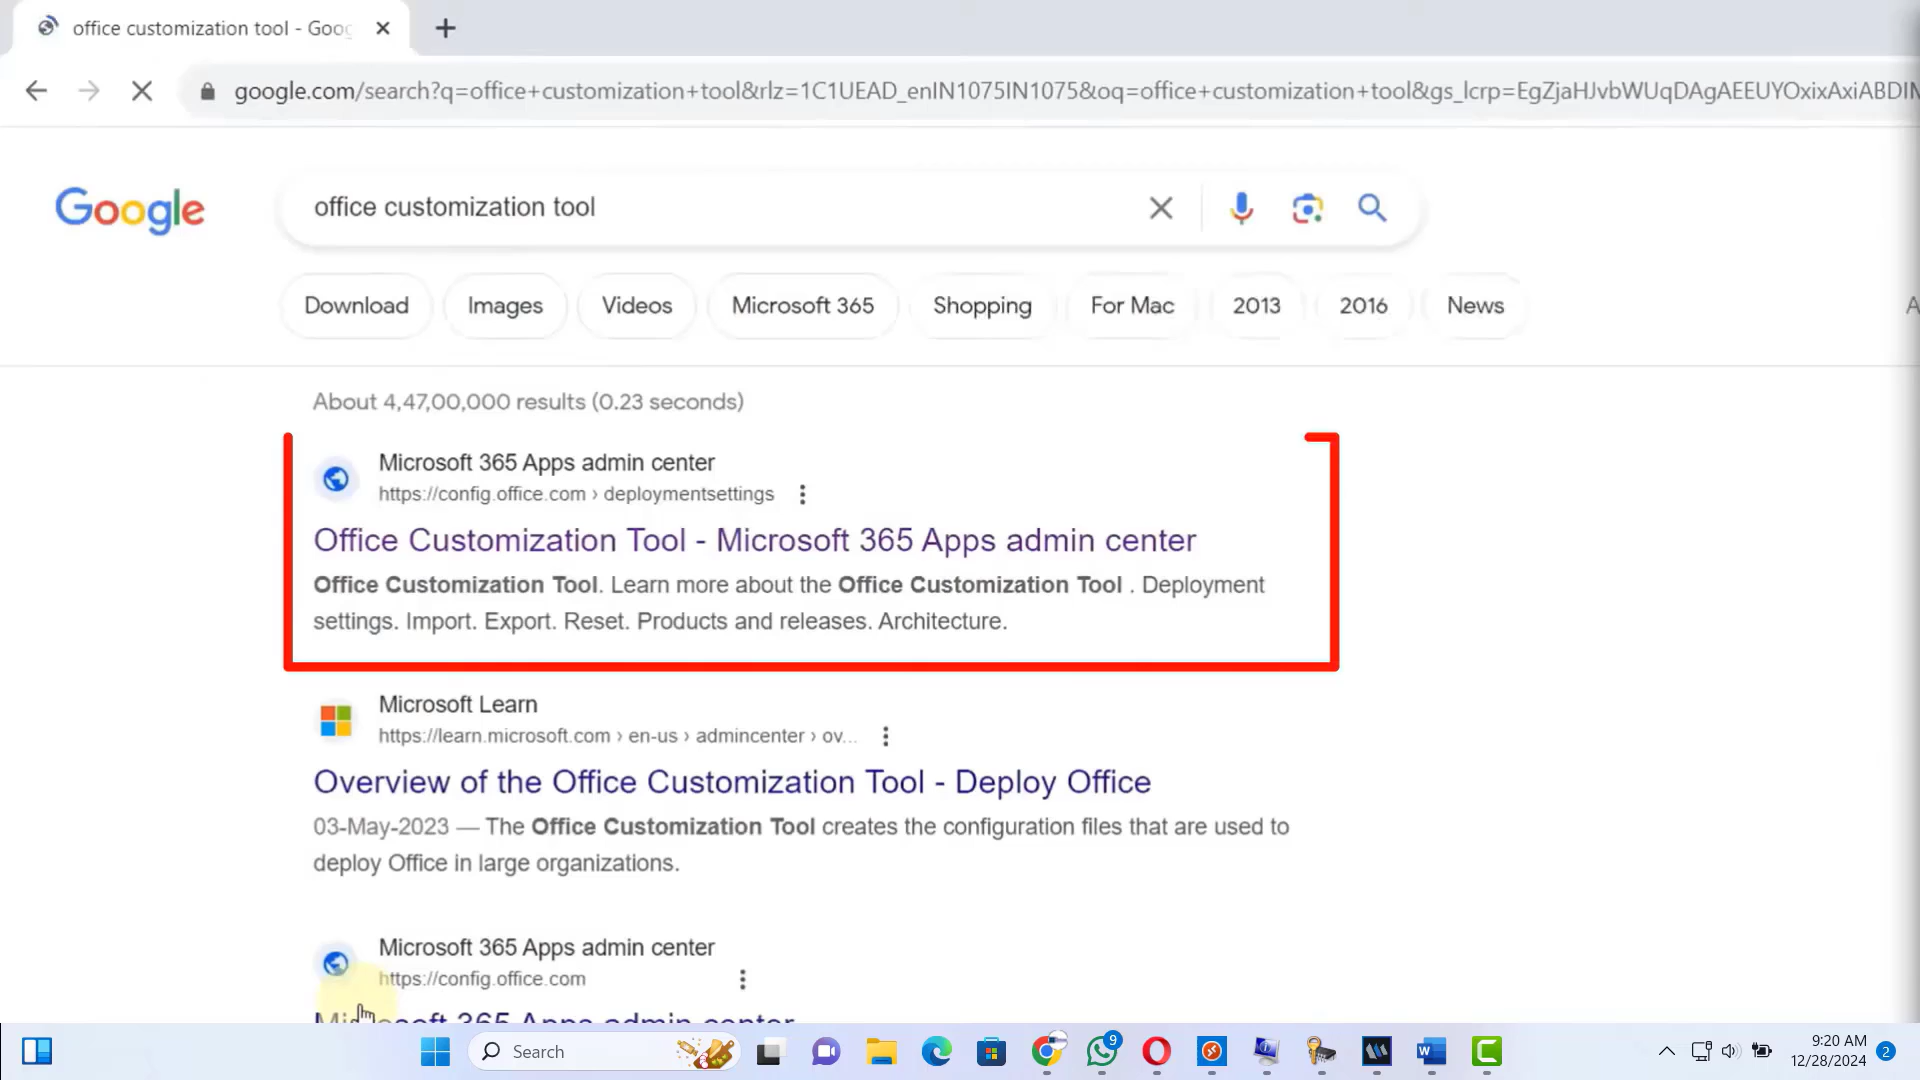 office customization tool - Goog
google.com/search?q=office+customization+tool&rlz=1C1UEAD_enIN1075IN1075&oq=office+customization+tool&gs_lcrp=EgZjaHJvbWUqDAgAEEUYOxixAxiABDIM
Google
office customization tool
Download Images Videos Microsoft 365 Shopping For Mac 2013 2016 News
About 4,47,00,000 results (0.23 seconds)
Microsoft 365 Apps admin center
https://config.office.com › deploymentsettings
Office Customization Tool - Microsoft 365 Apps admin center
Office Customization Tool. Learn more about the Office Customization Tool . Deployment
settings. Import. Export. Reset. Products and releases. Architecture.
Microsoft Learn
https://learn.microsoft.com › en-us › admincenter › ov...
Overview of the Office Customization Tool - Deploy Office
03-May-2023 — The Office Customization Tool creates the configuration files that are used to
deploy Office in large organizations.
Microsoft 365 Apps admin center
https://config.office.com
Microsoft 365 Apps admin center
Search
9
9:20 AM
12/28/2024
2